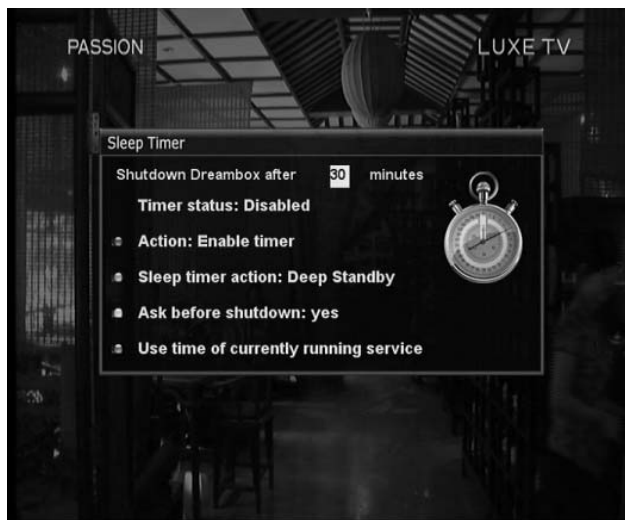 PASSION LUXE TV
Sleep Timer
Shutdown Dreambox after 30 minutes
Timer status: Disabled
Action: Enable timer
Sleep timer action: Deep Standby
Ask before shutdown: yes
Use time of currently running service